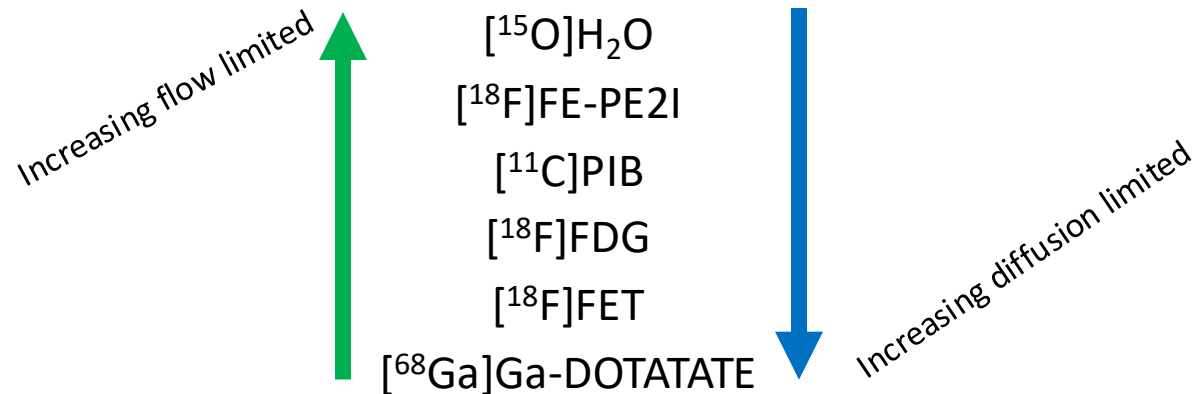 Increasing flow limited
[¹⁵O]H₂O
[¹⁸F]FE-PE2I
[¹¹C]PIB
[¹⁸F]FDG
[¹⁸F]FET
[⁶⁸Ga]Ga-DOTATATE
Increasing diffusion limited